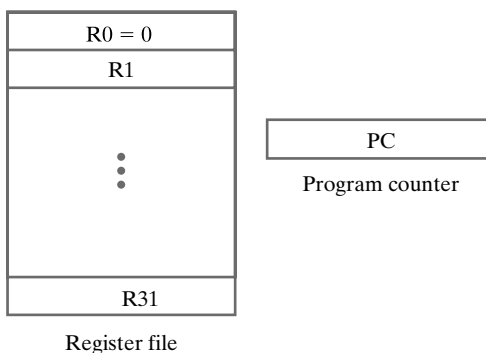 R0 = 0
R1
PC
Program counter
R31
Register file